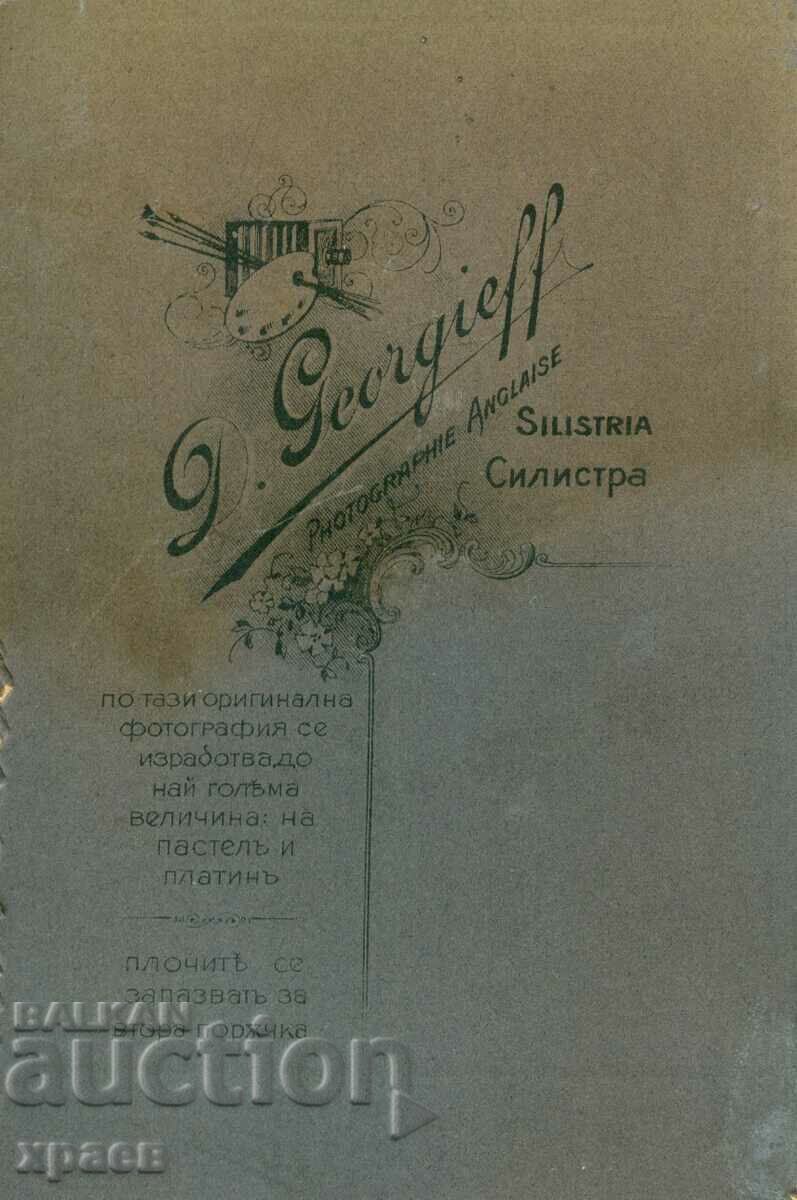 D. Georgieff
PHOTOGRAPHIE ANGLAISE
SILISTRIA
Силистра
ПО ТАЗИ ОРИГИНАЛНА
ФОТОГРАФИЯ СЕ
ИЗРАБОТВА, ДО
НАЙ ГОЛѢМА
ВЕЛИЧИНА: НА
ПАСТЕЛЪ И
ПЛАТИНЪ
ПЛОЧИТѢ СЕ
ЗАПАЗВАТЪ ЗА
ВТОРА ПОРѪЧКА
BALKAN
auction
храев